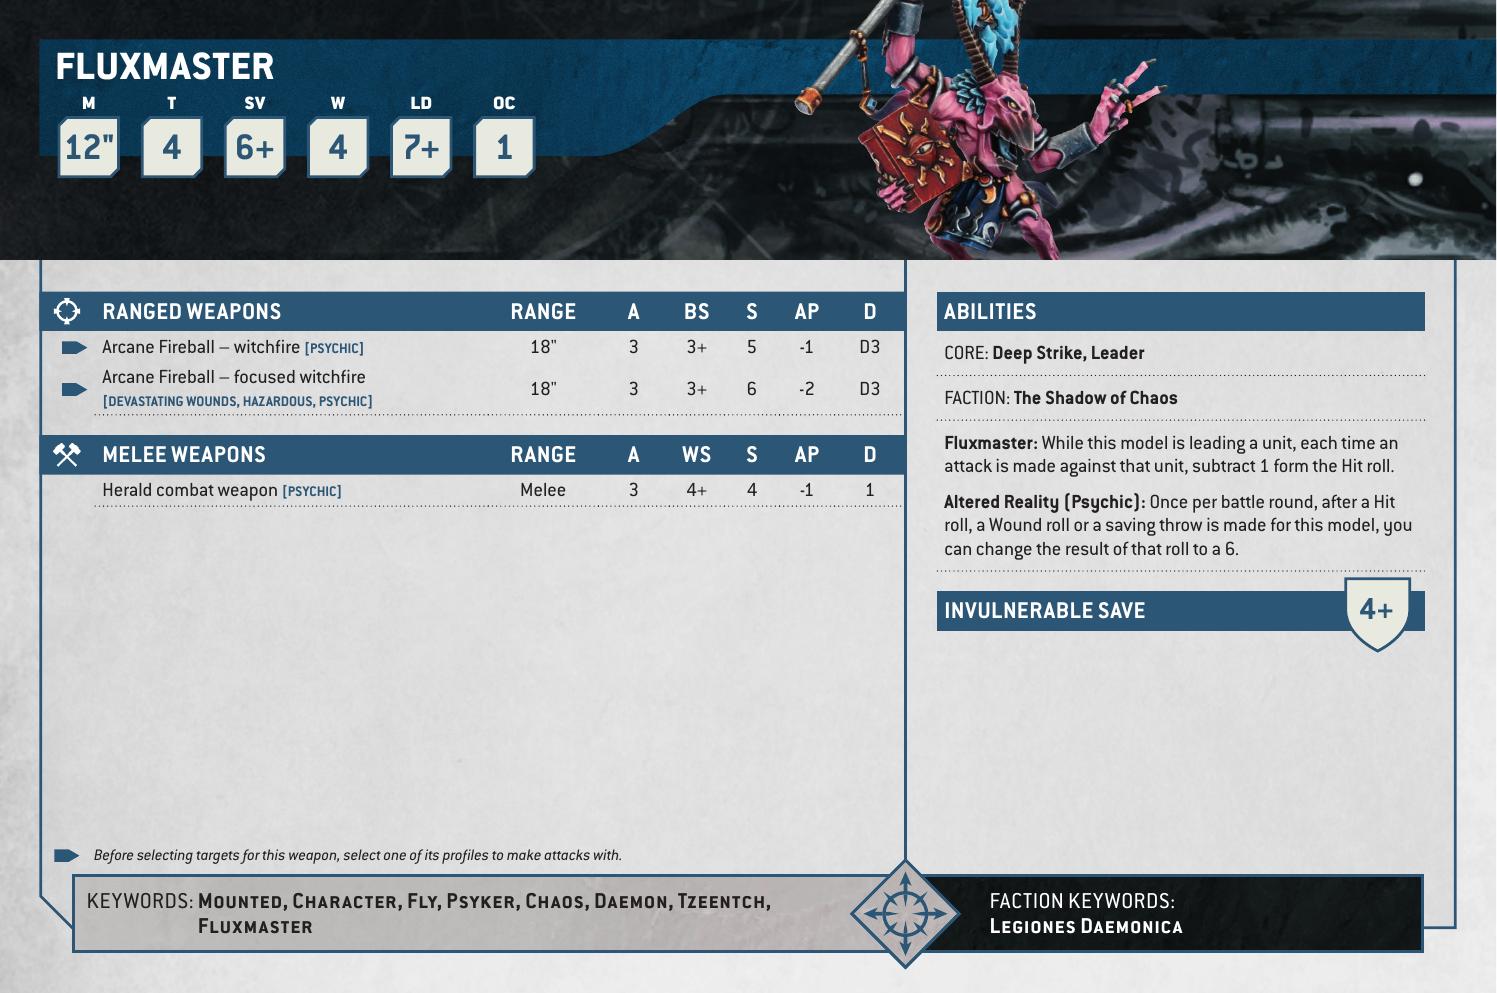 FLUXMASTER
M T SV W LD OC
12" 4 6+ 4 7+ 1
RANGED WEAPONS RANGE A BS S AP D
Arcane Fireball – witchfire [PSYCHIC] 18" 3 3+ 5 -1 D3
Arcane Fireball – focused witchfire
[DEVASTATING WOUNDS, HAZARDOUS, PSYCHIC] 18" 3 3+ 6 -2 D3
MELEE WEAPONS RANGE A WS S AP D
Herald combat weapon [PSYCHIC] Melee 3 4+ 4 -1 1
Before selecting targets for this weapon, select one of its profiles to make attacks with.
ABILITIES
CORE: Deep Strike, Leader
FACTION: The Shadow of Chaos
Fluxmaster: While this model is leading a unit, each time an
attack is made against that unit, subtract 1 form the Hit roll.
Altered Reality (Psychic): Once per battle round, after a Hit
roll, a Wound roll or a saving throw is made for this model, you
can change the result of that roll to a 6.
INVULNERABLE SAVE 4+
KEYWORDS: MOUNTED, CHARACTER, FLY, PSYKER, CHAOS, DAEMON, TZEENTCH,
FLUXMASTER
FACTION KEYWORDS:
LEGIONES DAEMONICA